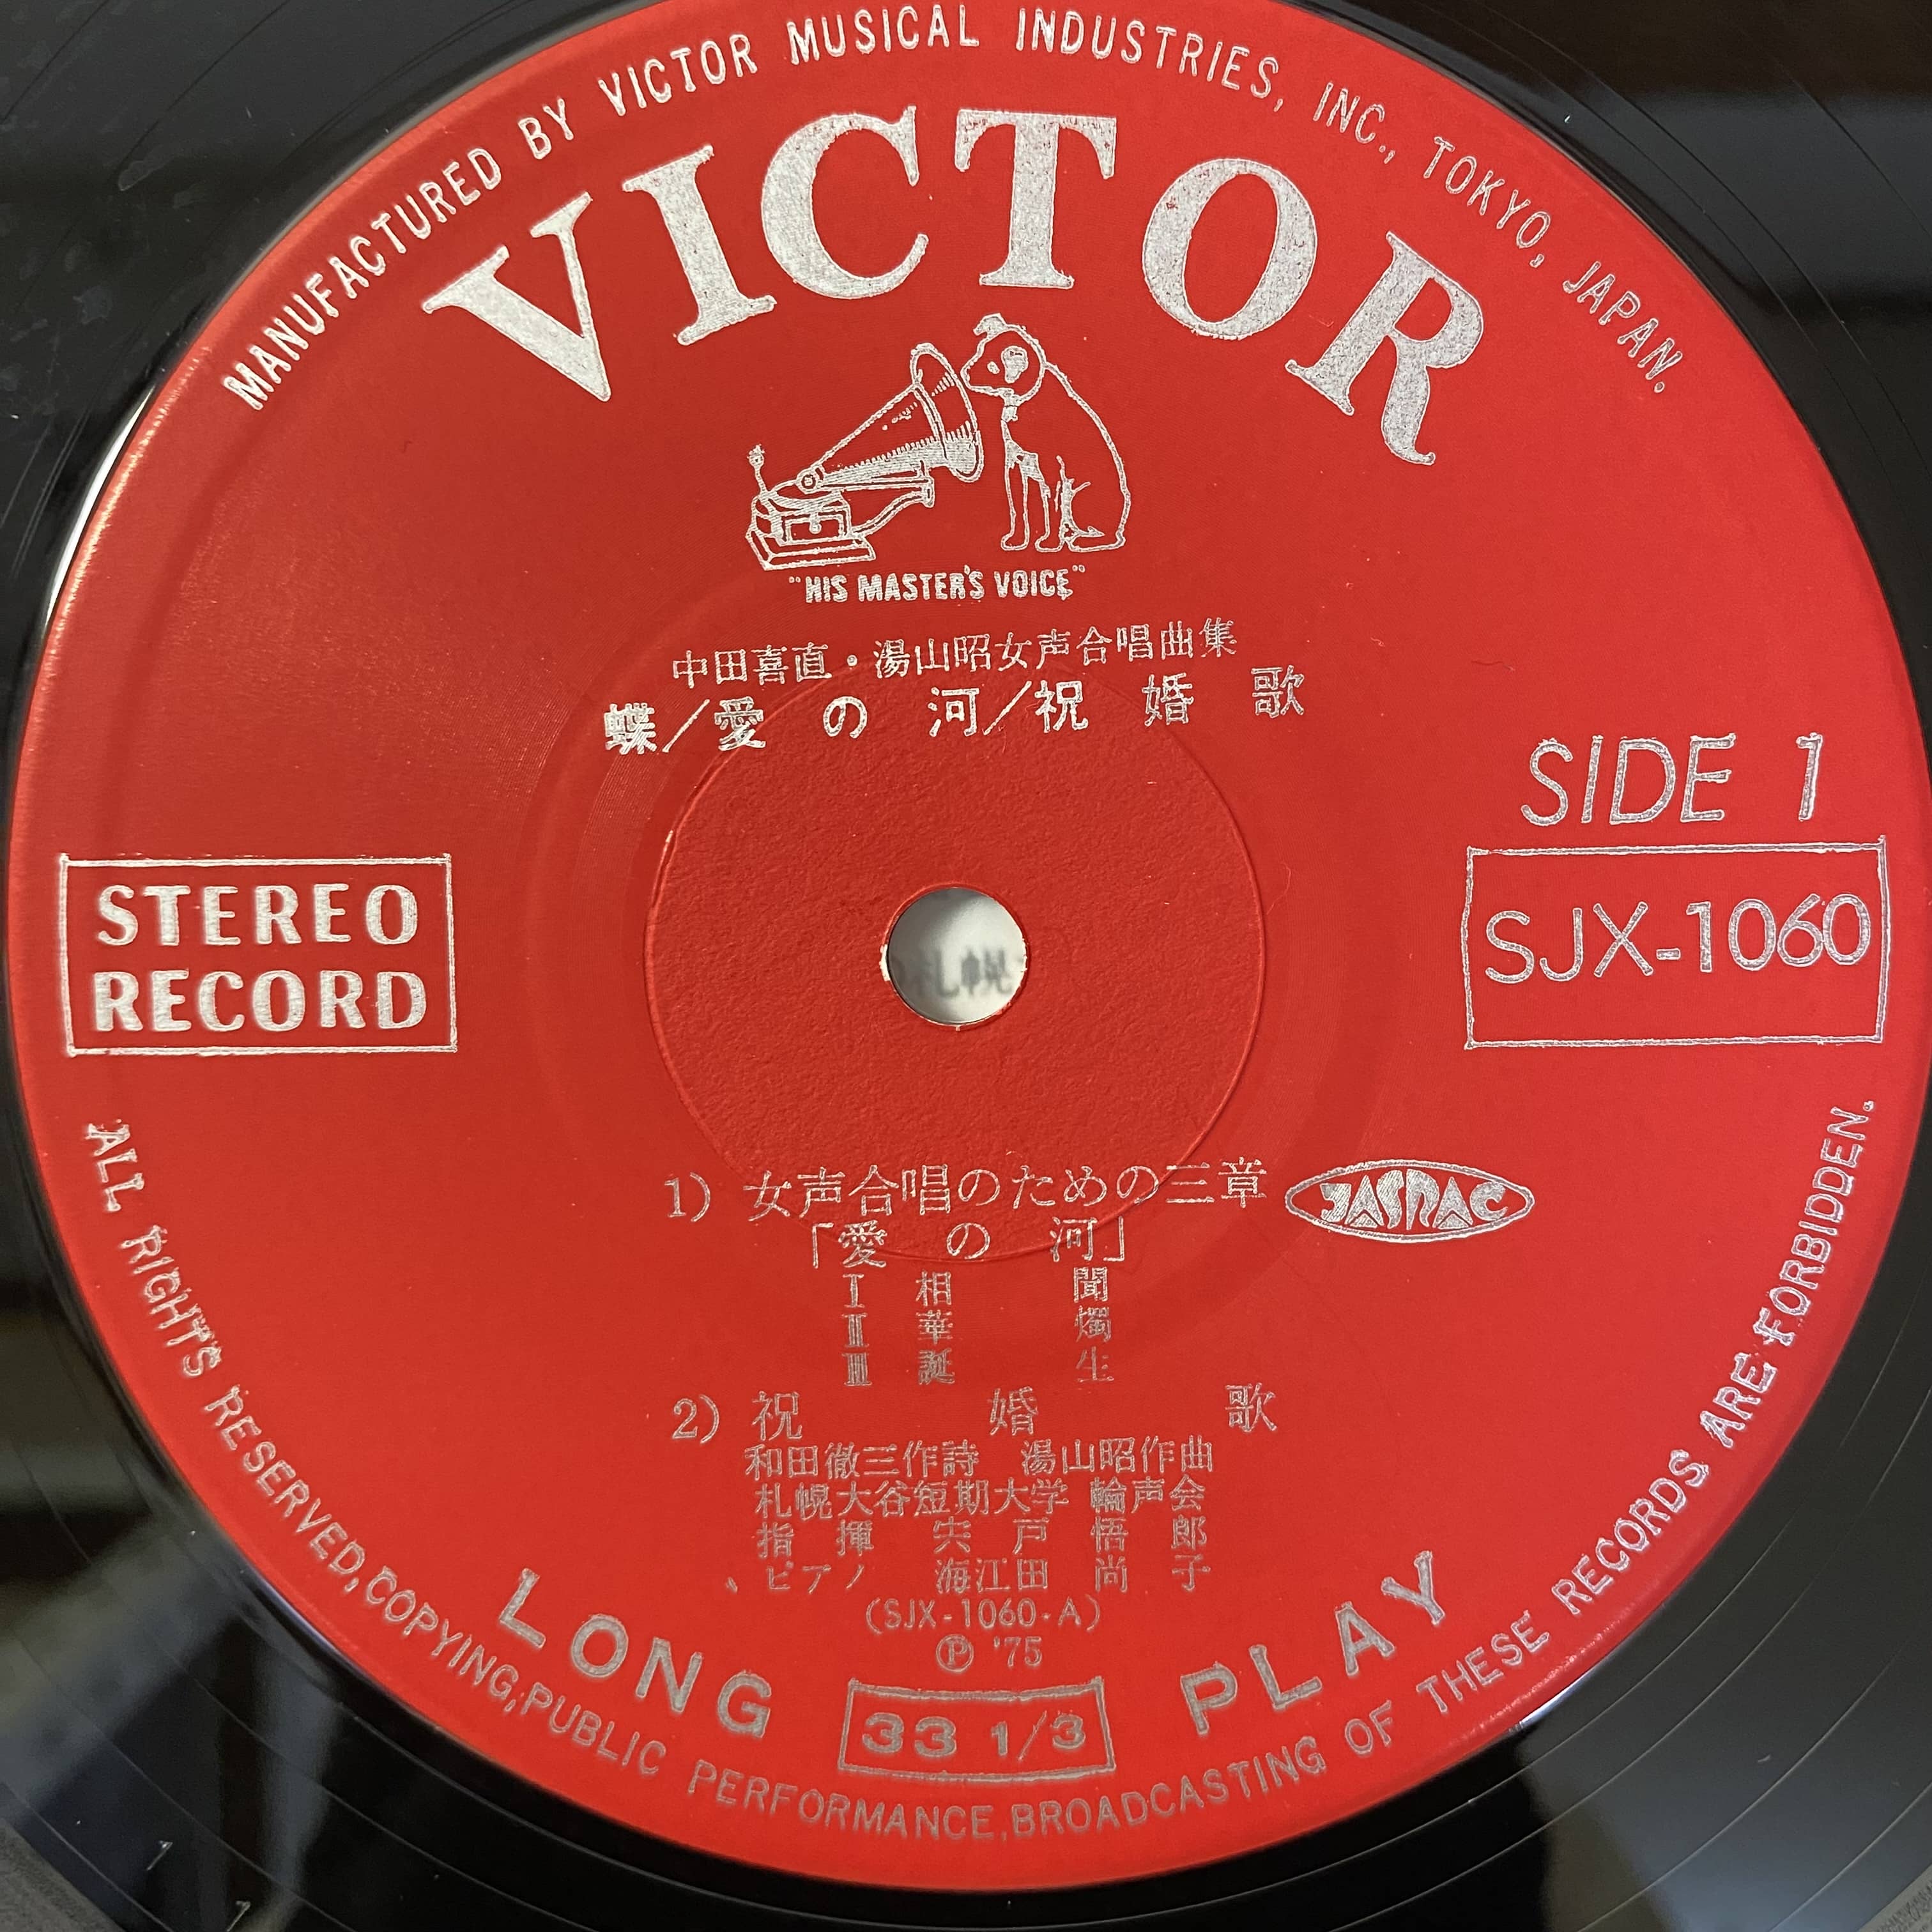 MANUFACTURED BY VICTOR MUSICAL INDUSTRIES, INC., TOKYO, JAPAN.
VICTOR
"HIS MASTER'S VOICE"
中田喜直・湯山昭女声合唱曲集
蝶/愛の河/祝婚歌
SIDE 1
STEREO
RECORD
SJX-1060
札幌
1) 女声合唱のための三章
JASRAC
「愛の河」
Ⅰ 相聞
Ⅱ 華燭
Ⅲ 誕生
2) 祝婚歌
和田徹三作詩 湯山昭作曲
札幌大谷短期大学 輪声会
指揮 宍戸悟郎
ピアノ 海江田尚子
(SJX-1060-A)
Ⓟ '75
LONG PLAY
33 1/3
ALL RIGHTS RESERVED,COPYING,PUBLIC PERFORMANCE,BROADCASTING OF THESE RECORDS ARE FORBIDDEN.